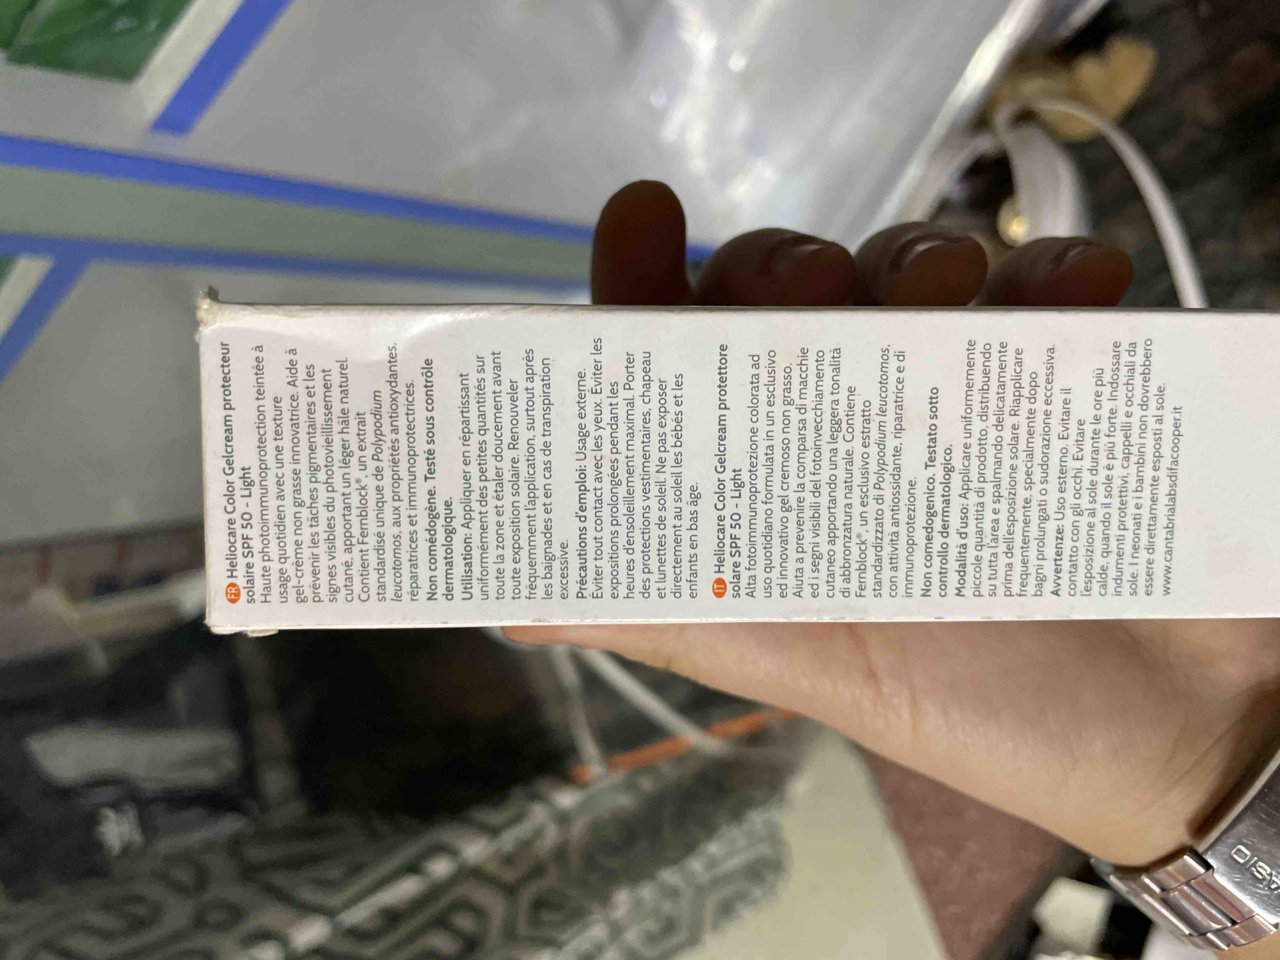 FR Heliocare Color Gelcream protecteur
solaire SPF 50 - Light
Haute photoimmunoprotection teintée à
usage quotidien avec une texture
gel-crème non grasse innovatrice. Aide à
prévenir les tâches pigmentaires et les
signes visibles du photovieillissement
cutané, apportant un léger hâle naturel.
Contient Fernblock®, un extrait
standardisé unique de Polypodium
leucotomos, aux propriétés antioxydantes,
réparatrices et immunoprotectrices.
Non comédogène. Testé sous contrôle
dermatologique.
Utilisation: Appliquer en répartissant
uniformément des petites quantités sur
toute la zone et étaler doucement avant
toute exposition solaire. Renouveler
fréquemment l'application, surtout après
les baignades et en cas de transpiration
excessive.
Précautions d'emploi: Usage externe.
Éviter tout contact avec les yeux. Éviter les
expositions prolongées pendant les
heures d'ensoleillement maximal. Porter
des protections vestimentaires, chapeau
et lunettes de soleil. Ne pas exposer
directement au soleil les bébés et les
enfants en bas âge.
IT Heliocare Color Gelcream protettore
solare SPF 50 - Light
Alta fotoimmunoprotezione colorata ad
uso quotidiano formulata in un esclusivo
ed innovativo gel cremoso non grasso.
Aiuta a prevenire la comparsa di macchie
ed i segni visibili del fotoinvecchiamento
cutaneo apportando una leggera tonalità
di abbronzatura naturale. Contiene
Fernblock®, un esclusivo estratto
standardizzato di Polypodium leucotomos,
con attività antiossidante, riparatrice e di
immunoprotezione.
Non comedogenico. Testato sotto
controllo dermatologico.
Modalità d'uso: Applicare uniformemente
piccole quantità di prodotto, distribuendo
su tutta l'area e spalmando delicatamente
prima dell'esposizione solare. Riapplicare
frequentemente, specialmente dopo
bagni prolungati o sudorazione eccessiva.
Avvertenze: Uso esterno. Evitare il
contatto con gli occhi. Evitare
l'esposizione al sole durante le ore più
calde, quando il sole è più forte. Indossare
indumenti protettivi, cappelli e occhiali da
sole. I neonati e i bambini non dovrebbero
essere direttamente esposti al sole.
www.cantabrialabsdifacooper.it